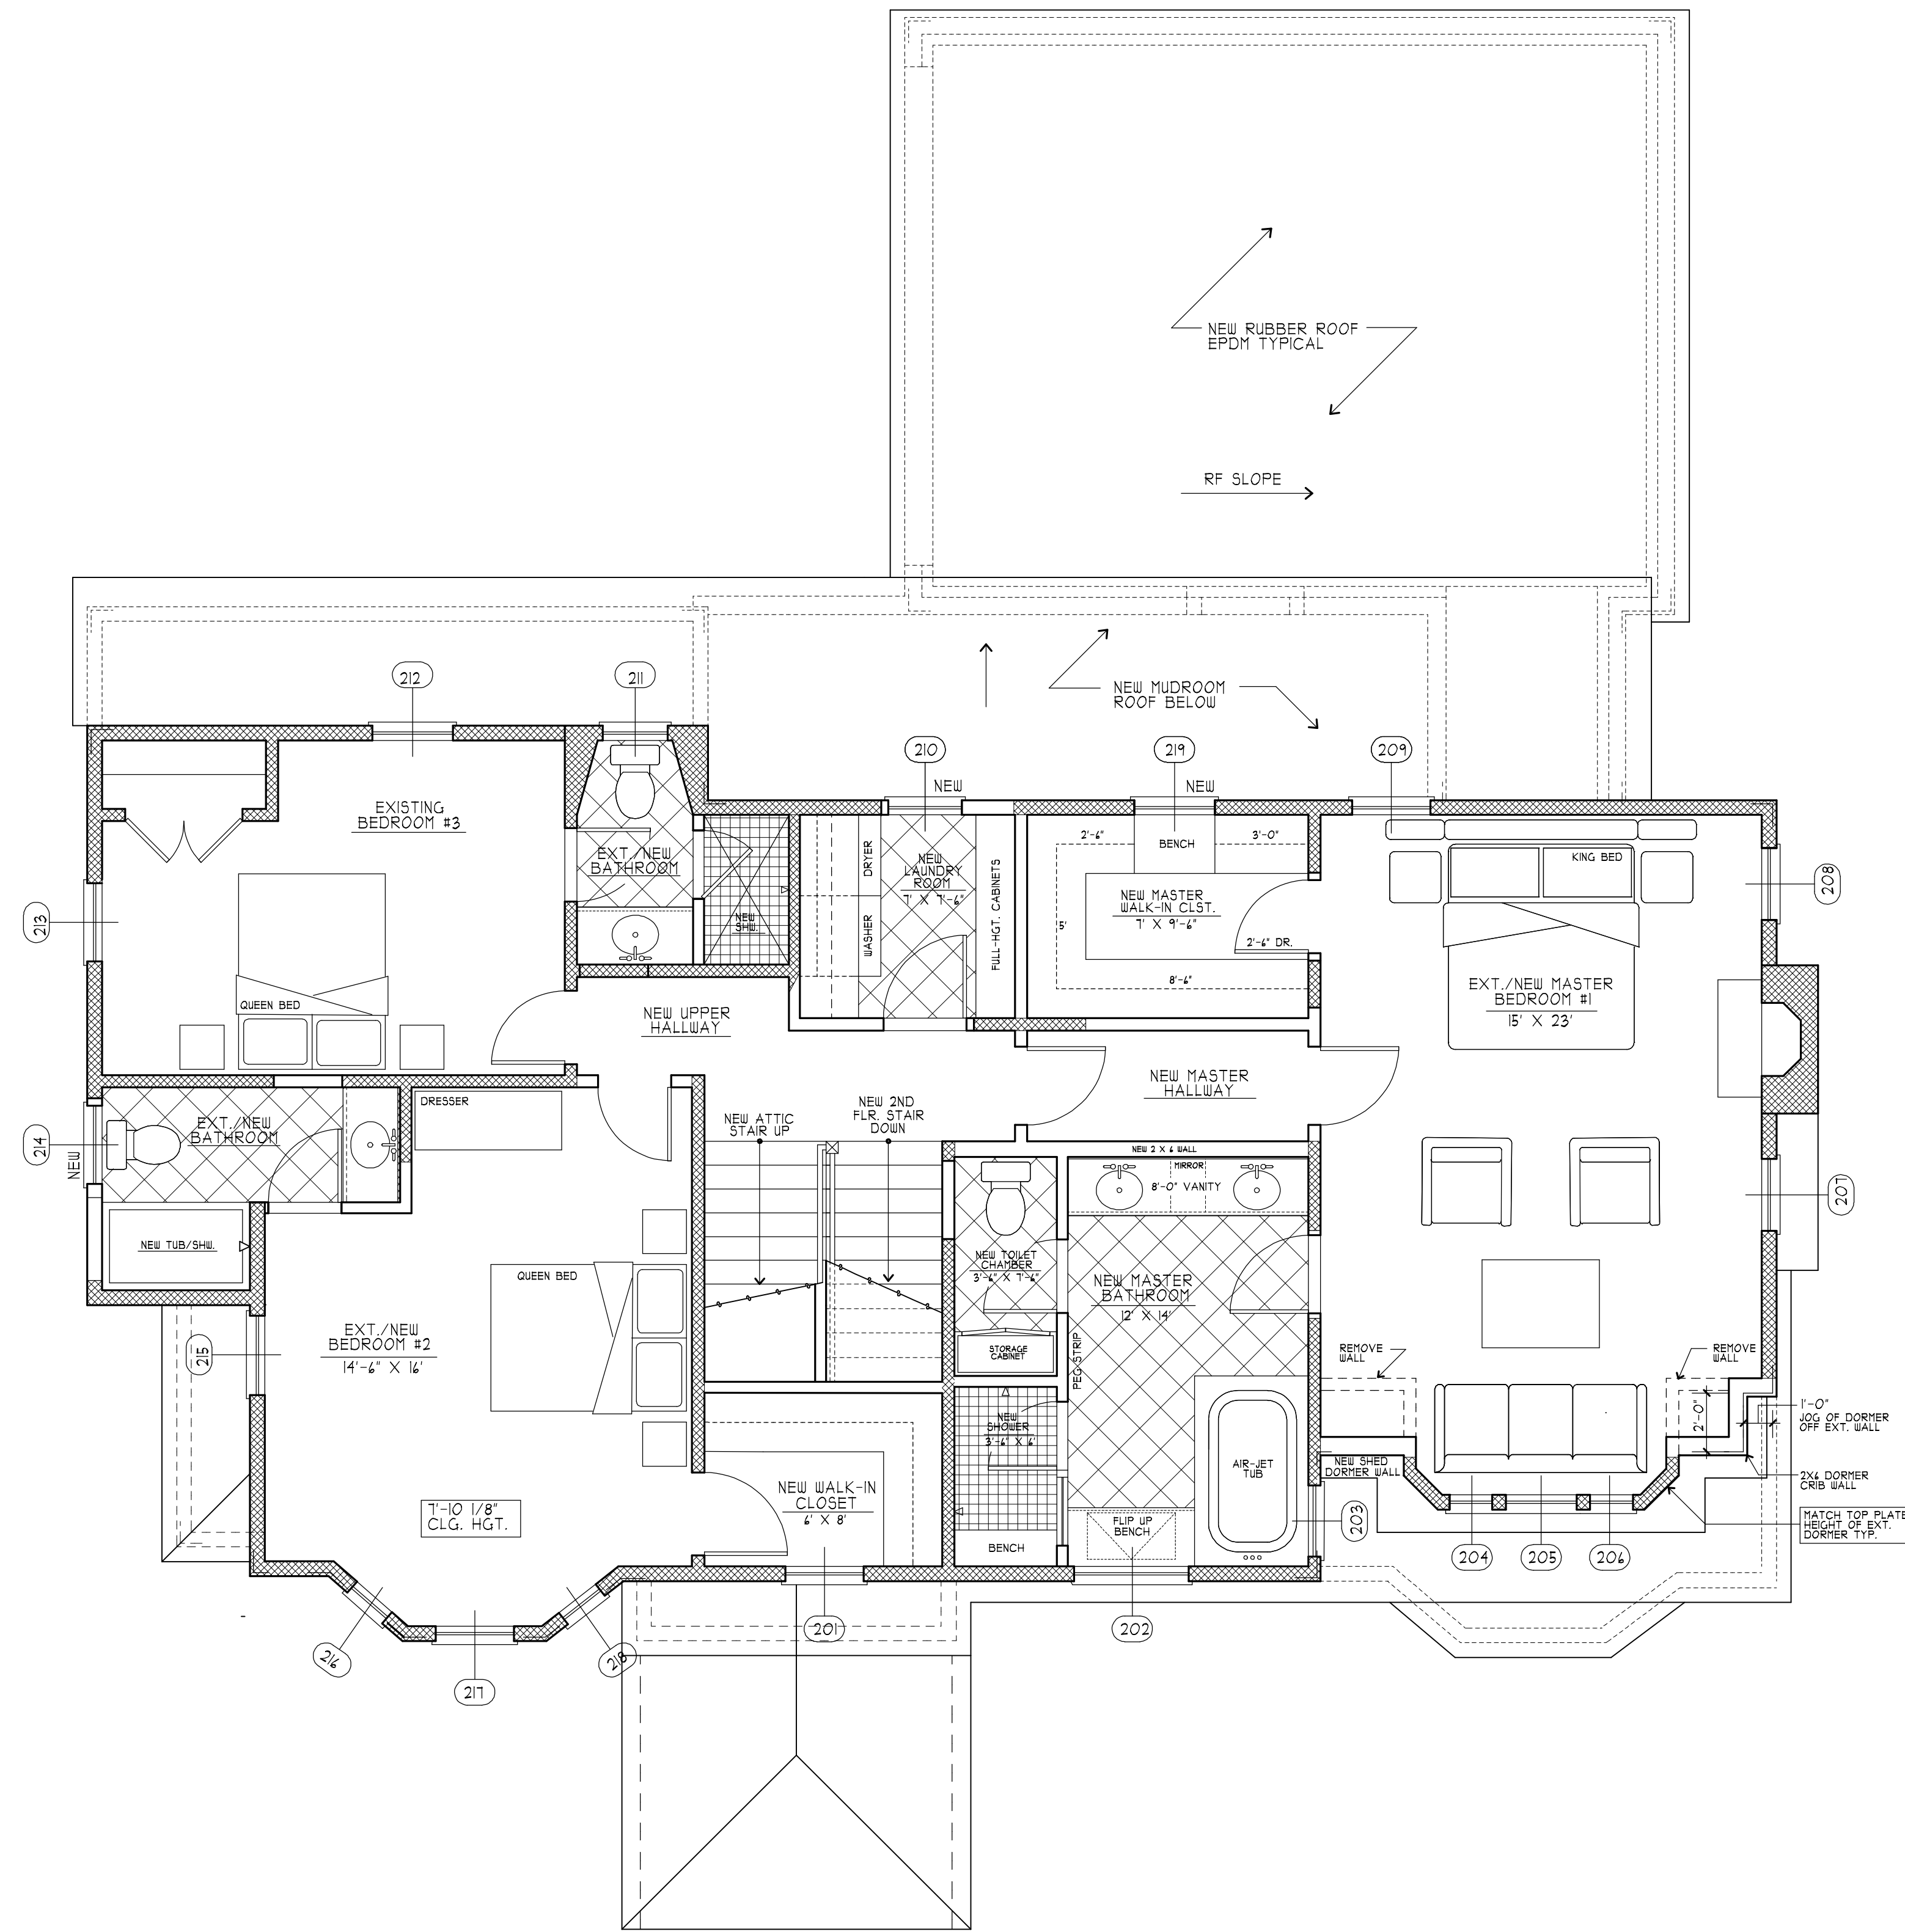 NEW RUBBER ROOF
EPDM TYPICAL
RF SLOPE
NEW MUDROOM
ROOF BELOW
212
211
210
NEW
219
NEW
209
208
213
EXISTING
BEDROOM #3
QUEEN BED
EXT./NEW
BATHROOM
NEW
SHW.
DRYER
WASHER
NEW
LAUNDRY
ROOM
7' X 7'-6"
FULL-HGT. CABINETS
2'-6"
BENCH
3'-0"
NEW MASTER
WALK-IN CLST.
7' X 9'-6"
5'
2'-6" DR.
8'-6"
KING BED
EXT./NEW MASTER
BEDROOM #1
15' X 23'
NEW UPPER
HALLWAY
NEW MASTER
HALLWAY
214
NEW
EXT./NEW
BATHROOM
NEW TUB/SHW.
DRESSER
NEW ATTIC
STAIR UP
NEW 2ND
FLR. STAIR
DOWN
NEW 2 X 6 WALL
MIRROR
8'-0" VANITY
207
NEW TOILET
CHAMBER
3'-6" X 7'-6"
STORAGE
CABINET
NEW MASTER
BATHROOM
12' X 14'
PEG STRIP
QUEEN BED
215
EXT./NEW
BEDROOM #2
14'-6" X 16'
7'-10 1/8"
CLG. HGT.
NEW WALK-IN
CLOSET
6' X 8'
NEW
SHOWER
3'-6" X 6'
BENCH
FLIP UP
BENCH
AIR-JET
TUB
REMOVE
WALL
REMOVE
WALL
NEW SHED
DORMER WALL
2'-0"
1'-0"
JOG OF DORMER
OFF EXT. WALL
2X6 DORMER
CRIB WALL
MATCH TOP PLATE
HEIGHT OF EXT.
DORMER TYP.
203
204
205
206
216
217
218
201
202